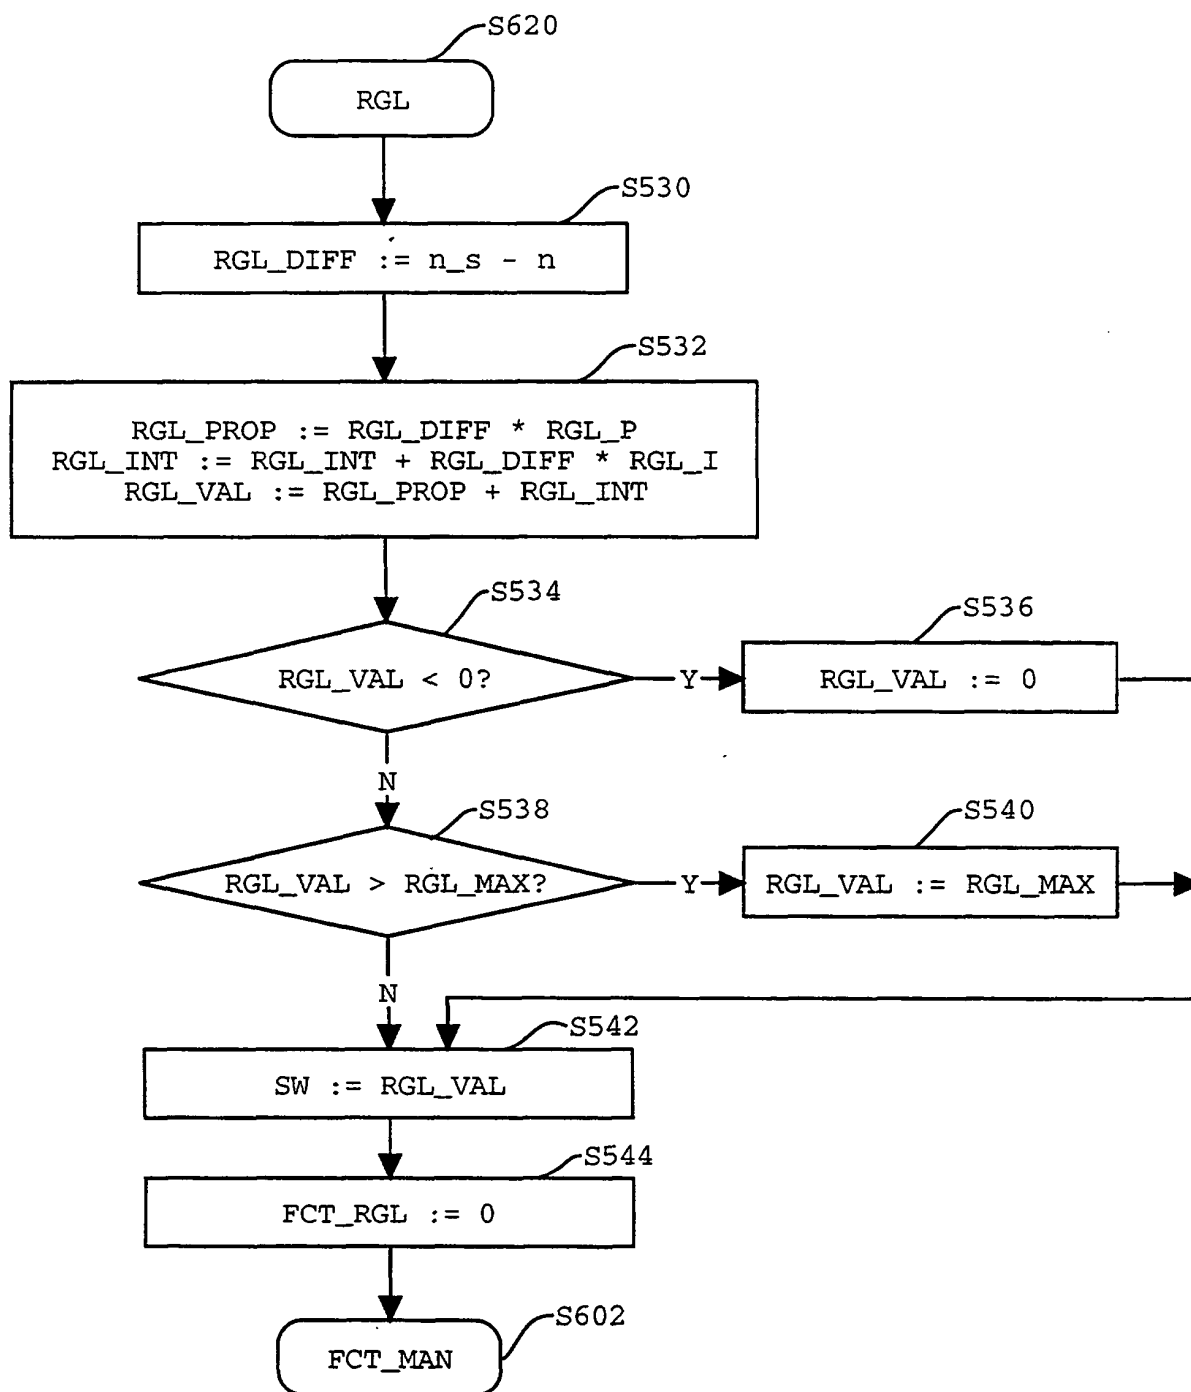 S620
RGL
S530
RGL_DIFF := n_s - n
S532
RGL_PROP := RGL_DIFF * RGL_P
RGL_INT := RGL_INT + RGL_DIFF * RGL_I
RGL_VAL := RGL_PROP + RGL_INT
S534
RGL_VAL < 0?
Y
S536
RGL_VAL := 0
N
S538
RGL_VAL > RGL_MAX?
Y
S540
RGL_VAL := RGL_MAX
N
S542
SW := RGL_VAL
S544
FCT_RGL := 0
S602
FCT_MAN